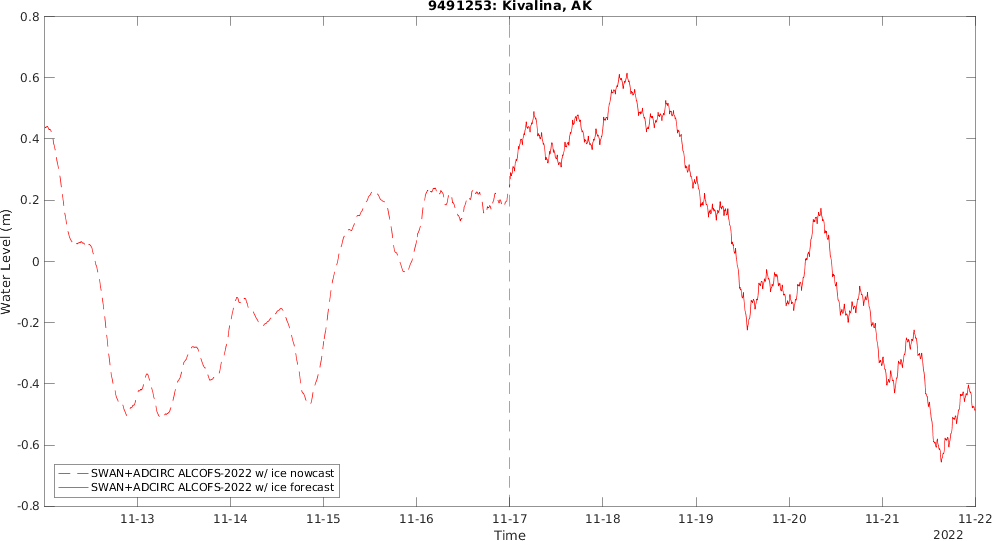 9491253: Kivalina, AK
0.8
0.6
0.4
0.2
0
-0.2
-0.4
-0.6
-0.8
Water Level (m)
SWAN+ADCIRC ALCOFS-2022 w/ ice nowcast
SWAN+ADCIRC ALCOFS-2022 w/ ice forecast
11-13 11-14 11-15 11-16 11-17 11-18 11-19 11-20 11-21 11-22
Time
2022